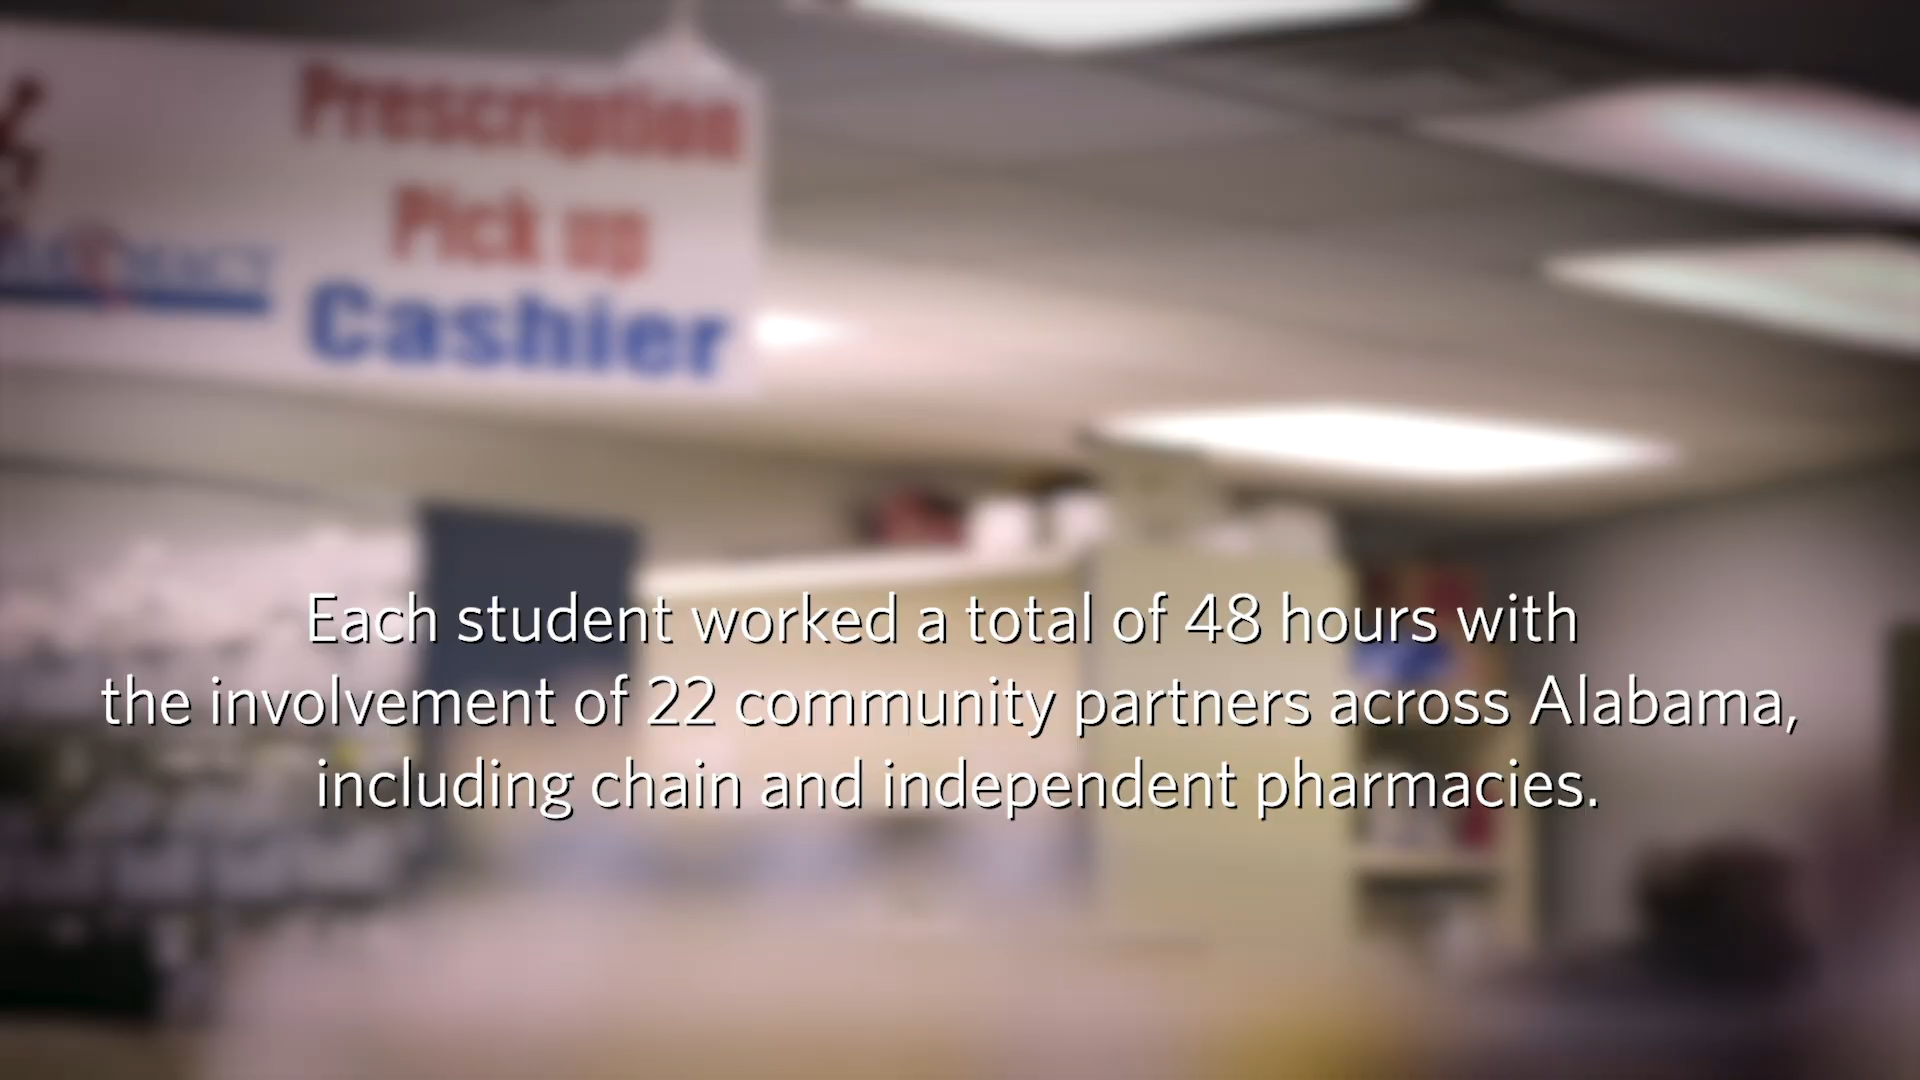 Prescription
Pick up
Cashier
Each student worked a total of 48 hours with
the involvement of 22 community partners across Alabama,
including chain and independent pharmacies.